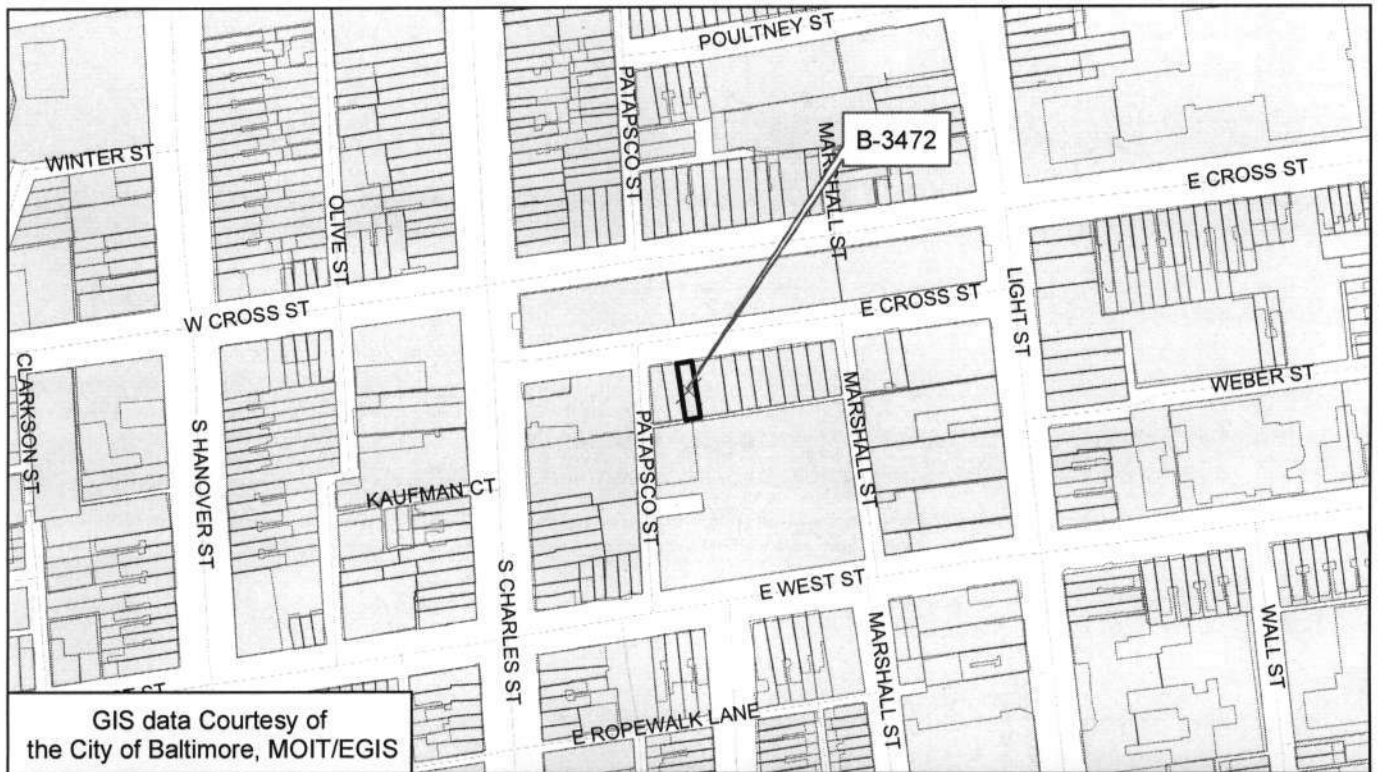 POULTNEY ST
PATAPSCO ST
MARSHALL ST
B-3472
WINTER ST
E CROSS ST
OLIVE ST
W CROSS ST
E CROSS ST
LIGHT ST
CLARKSON ST
S HANOVER ST
PATAPSCO ST
MARSHALL ST
WEBER ST
KAUFMAN CT
S CHARLES ST
E WEST ST
MARSHALL ST
WALL ST
ST
E ROPEWALK LANE
GIS data Courtesy of
the City of Baltimore, MOIT/EGIS